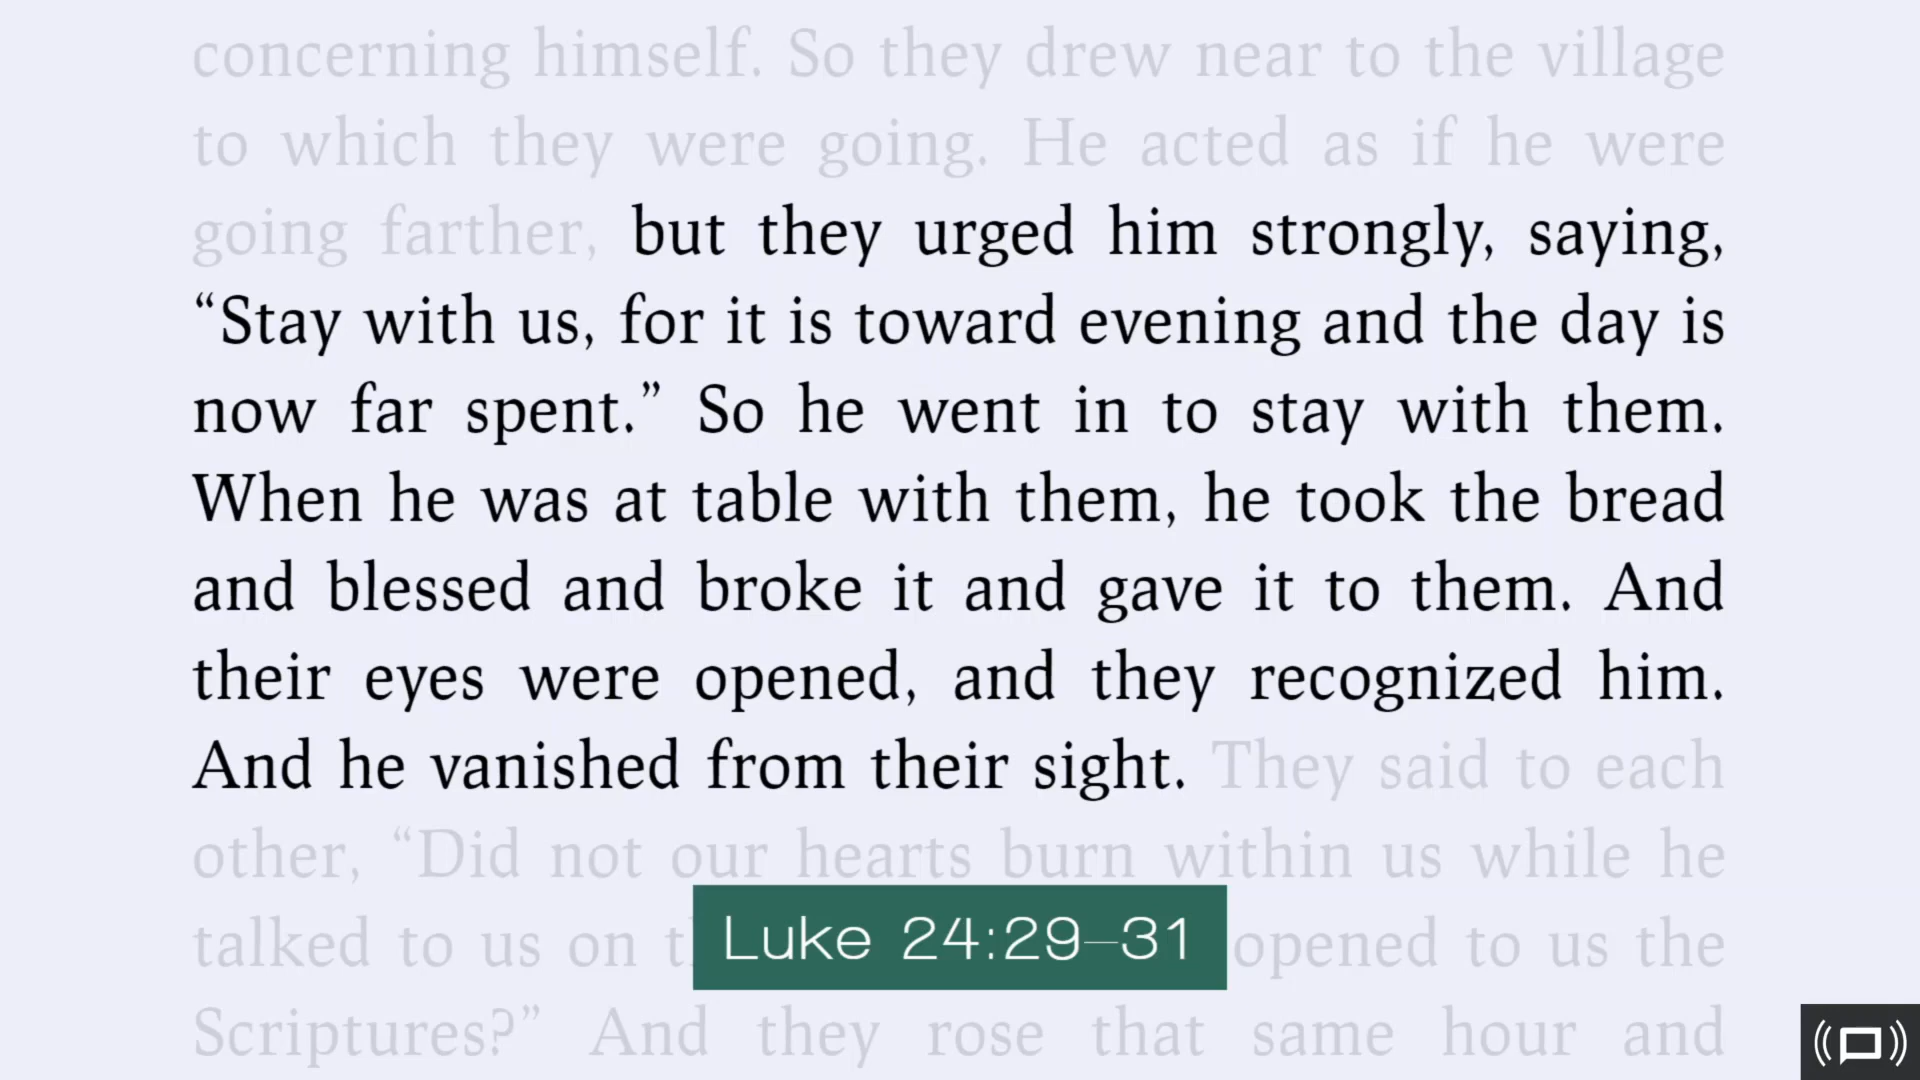 concerning himself. So they drew near to the village
to which they were going. He acted as if he were
going farther, but they urged him strongly, saying,
“Stay with us, for it is toward evening and the day is
now far spent.” So he went in to stay with them.
When he was at table with them, he took the bread
and blessed and broke it and gave it to them. And
their eyes were opened, and they recognized him.
And he vanished from their sight. They said to each
other, “Did not our hearts burn within us while he
talked to us on opened to us the
Luke 24:29–31
Scriptures?” And they rose that same hour and